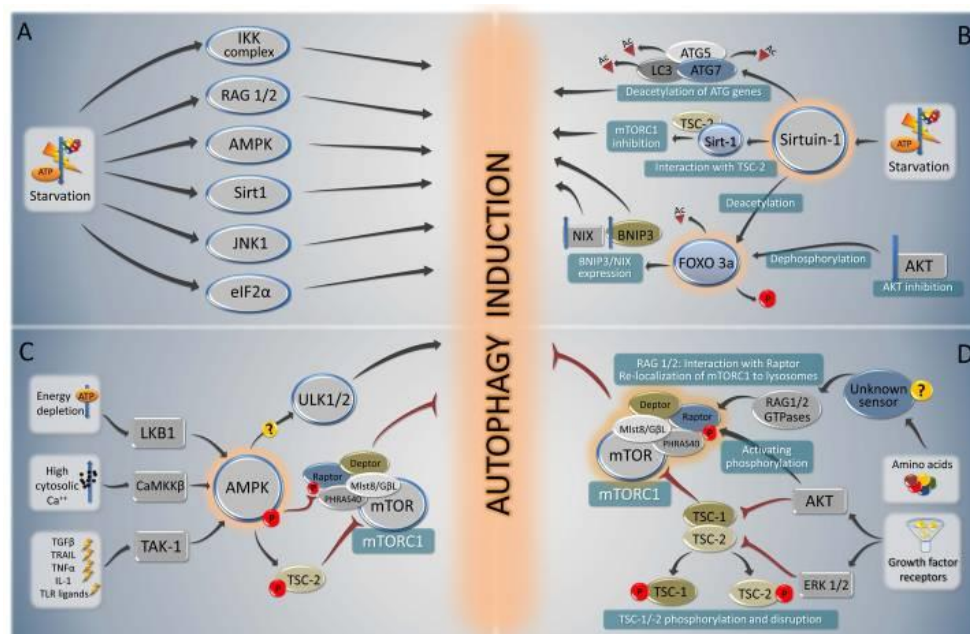 A
IKK
complex
RAG 1/2
AMPK
Sirt1
JNK1
eIF2α
ATP
Starvation
AUTOPHAGY INDUCTION
B
Ac
Ac
Ac
ATG5
LC3
ATG7
Deacetylation of ATG genes
TSC-2
mTORC1
inhibition
Sirt-1
Interaction with TSC-2
Sirtuin-1
ATP
Starvation
Deacetylation
Ac
NIX
BNIP3
BNIP3/NIX
expression
FOXO 3a
Dephosphorylation
AKT
AKT inhibition
P
C
Energy
depletion
ATP
LKB1
High
cytosolic
Ca⁺⁺
CaMKKβ
TGFβ
TRAIL
TNFα
IL-1
TLR ligands
TAK-1
AMPK
P
?
ULK1/2
Deptor
Raptor
Mlst8/GβL
PHRAS40
P
mTOR
mTORC1
P
TSC-2
D
RAG 1/2: Interaction with Raptor
Re-localization of mTORC1 to lysosomes
Deptor
Raptor
Mlst8/GβL
PHRAS40
P
mTOR
mTORC1
RAG1/2
GTPases
Unknown
sensor
?
Activating
phosphorylation
Amino acids
AKT
TSC-1
TSC-2
Growth factor
receptors
ERK 1/2
P
TSC-1
TSC-2
P
TSC-1/-2 phosphorylation and disruption